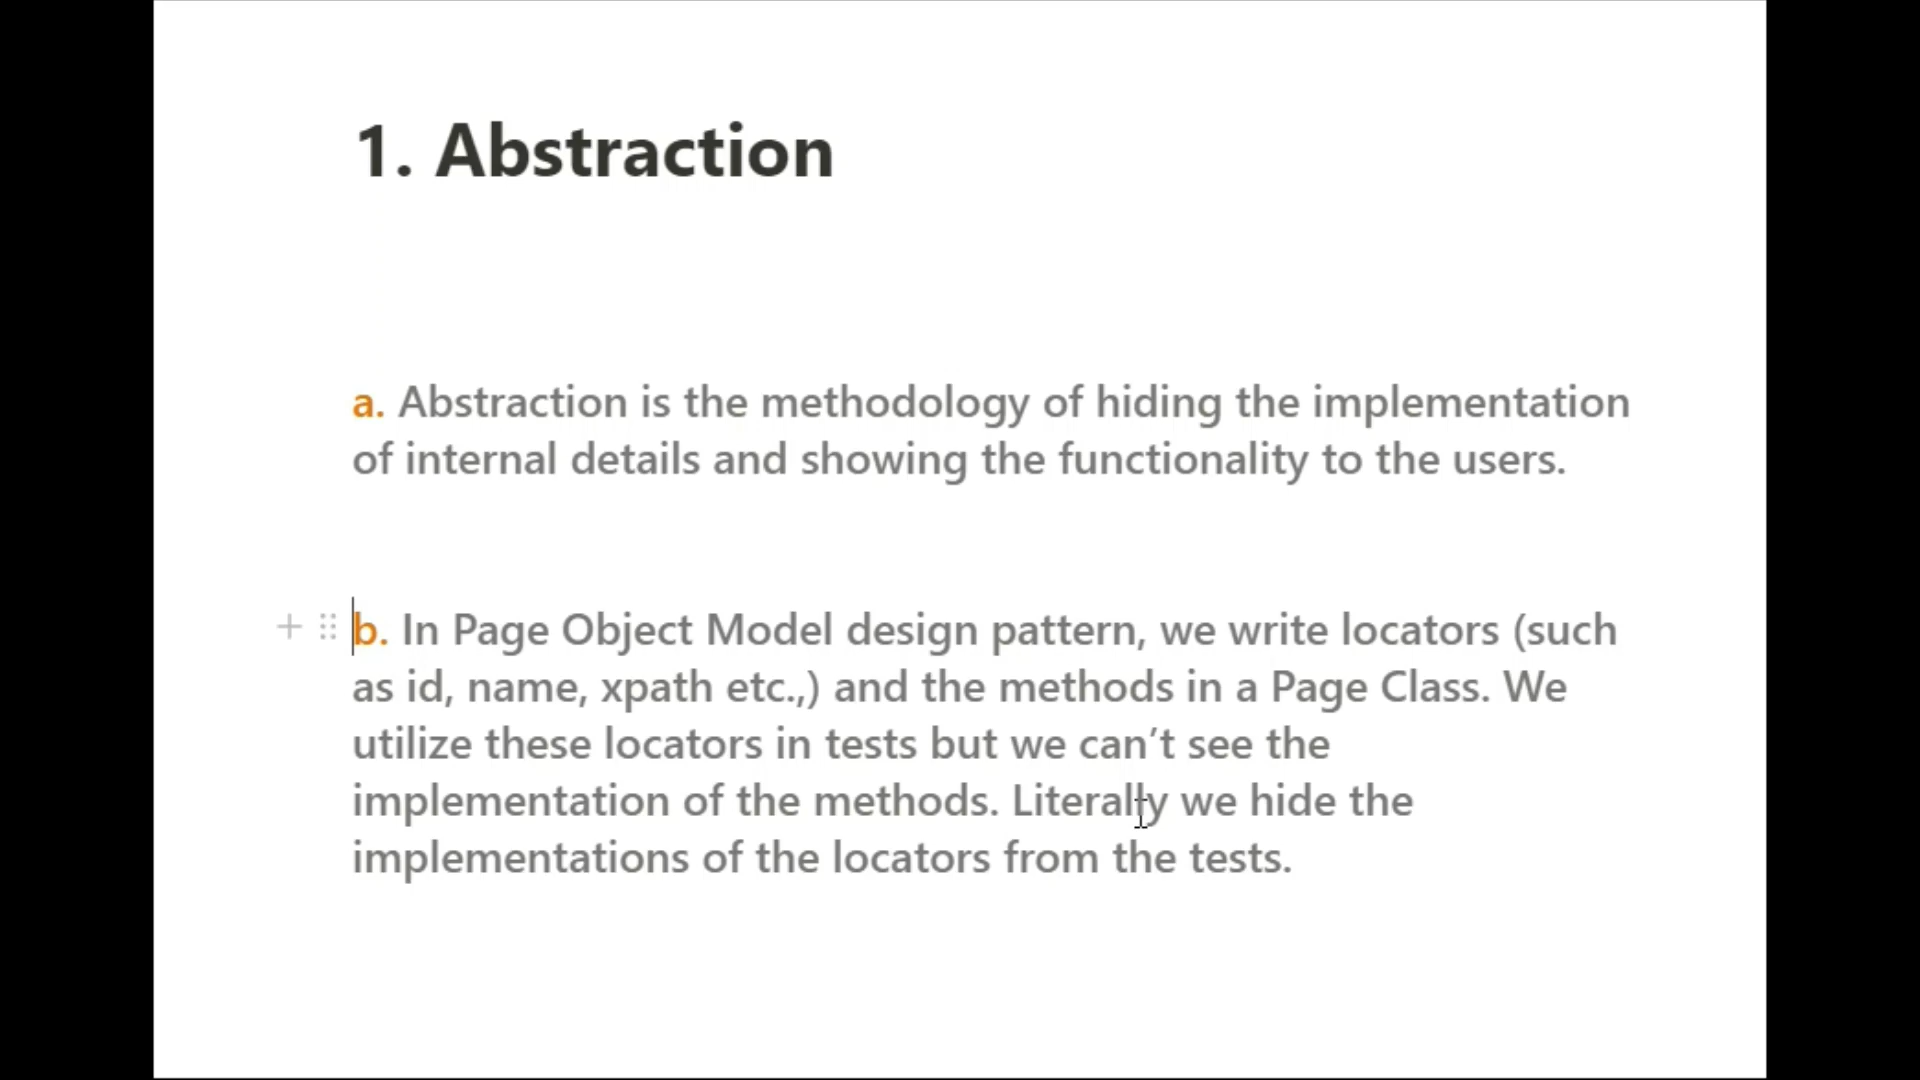 1. Abstraction
a. Abstraction is the methodology of hiding the implementation
of internal details and showing the functionality to the users.
b. In Page Object Model design pattern, we write locators (such
as id, name, xpath etc.,) and the methods in a Page Class. We
utilize these locators in tests but we can’t see the
implementation of the methods. Literally we hide the
implementations of the locators from the tests.